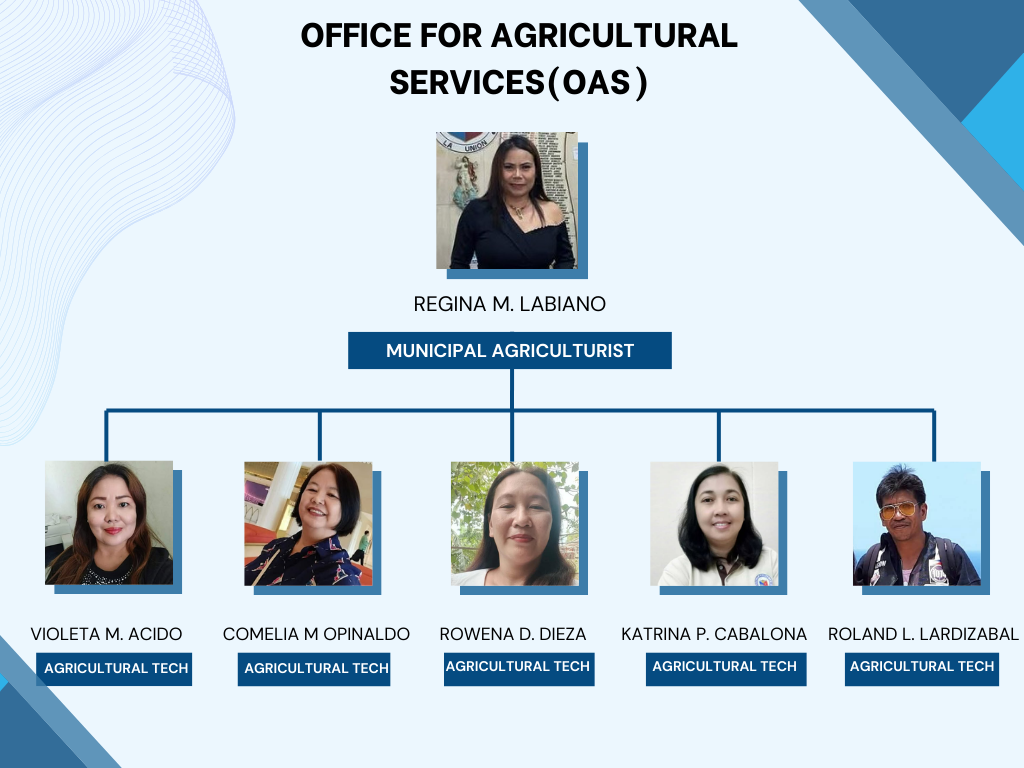 OFFICE FOR AGRICULTURAL
SERVICES(OAS )
LA UNION
REGINA M. LABIANO
MUNICIPAL AGRICULTURIST
VIOLETA M. ACIDO
COMELIA M OPINALDO
ROWENA D. DIEZA
KATRINA P. CABALONA
ROLAND L. LARDIZABAL
AGRICULTURAL TECH
AGRICULTURAL TECH
AGRICULTURAL TECH
AGRICULTURAL TECH
AGRICULTURAL TECH